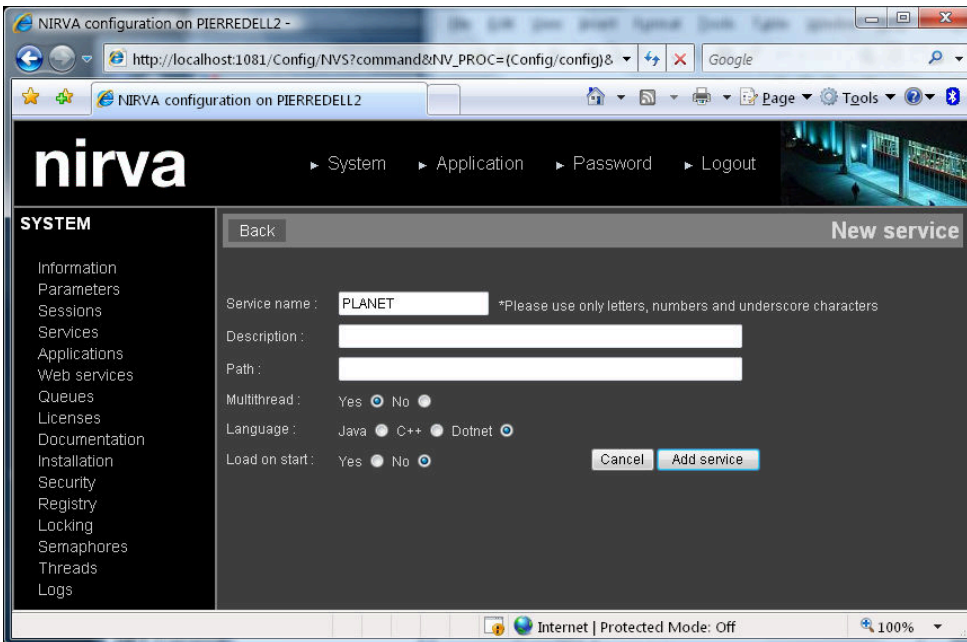 NIRVA configuration on PIERREDELL2 -
http://localhost:1081/Config/NVS?command&NV_PROC={Config/config}&
Google
NIRVA configuration on PIERREDELL2
Page
Tools
nirva
System
Application
Password
Logout
SYSTEM
Back
New service
Information
Parameters
Sessions
Services
Applications
Web services
Queues
Licenses
Documentation
Installation
Security
Registry
Locking
Semaphores
Threads
Logs
Service name : PLANET *Please use only letters, numbers and underscore characters
Description :
Path :
Multithread : Yes No
Language : Java C++ Dotnet
Load on start : Yes No Cancel Add service
Internet | Protected Mode: Off
100%